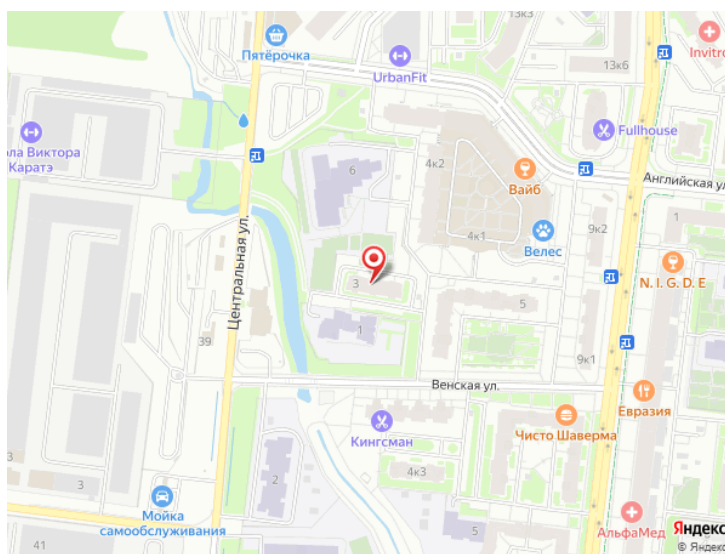 13к3
Пятёрочка
UrbanFit
13к6
Invitro
Fullhouse
ола Виктора
Каратэ
4к2
6
Вайб
Английская ул
1
9к2
4к1
Велес
Центральная ул.
N. I. G. D. E
3
5
1
39
9к1
Венская ул.
Евразия
Чисто Шаверма
Кингсман
4к3
2
3
Мойка
самообслуживания
АльфаМед
Яндекс
© Яндекс
41